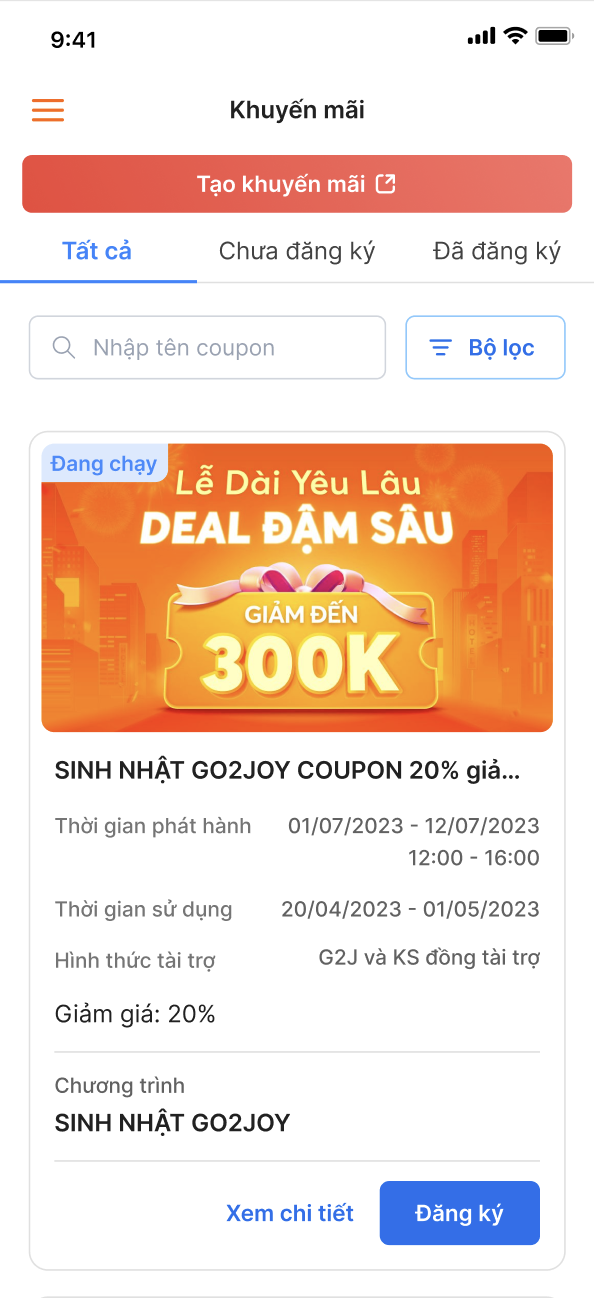 9:41
Khuyến mãi
Tạo khuyến mãi
Tất cả
Chưa đăng ký
Đã đăng ký
Nhập tên coupon
Bộ lọc
Đang chạy
Lễ Dài Yêu Lâu
DEAL ĐẬM SÂU
GIẢM ĐẾN
300K
SINH NHẬT GO2JOY COUPON 20% giả...
Thời gian phát hành 01/07/2023 - 12/07/2023
12:00 - 16:00
Thời gian sử dụng 20/04/2023 - 01/05/2023
Hình thức tài trợ G2J và KS đồng tài trợ
Giảm giá: 20%
Chương trình
SINH NHẬT GO2JOY
Xem chi tiết
Đăng ký